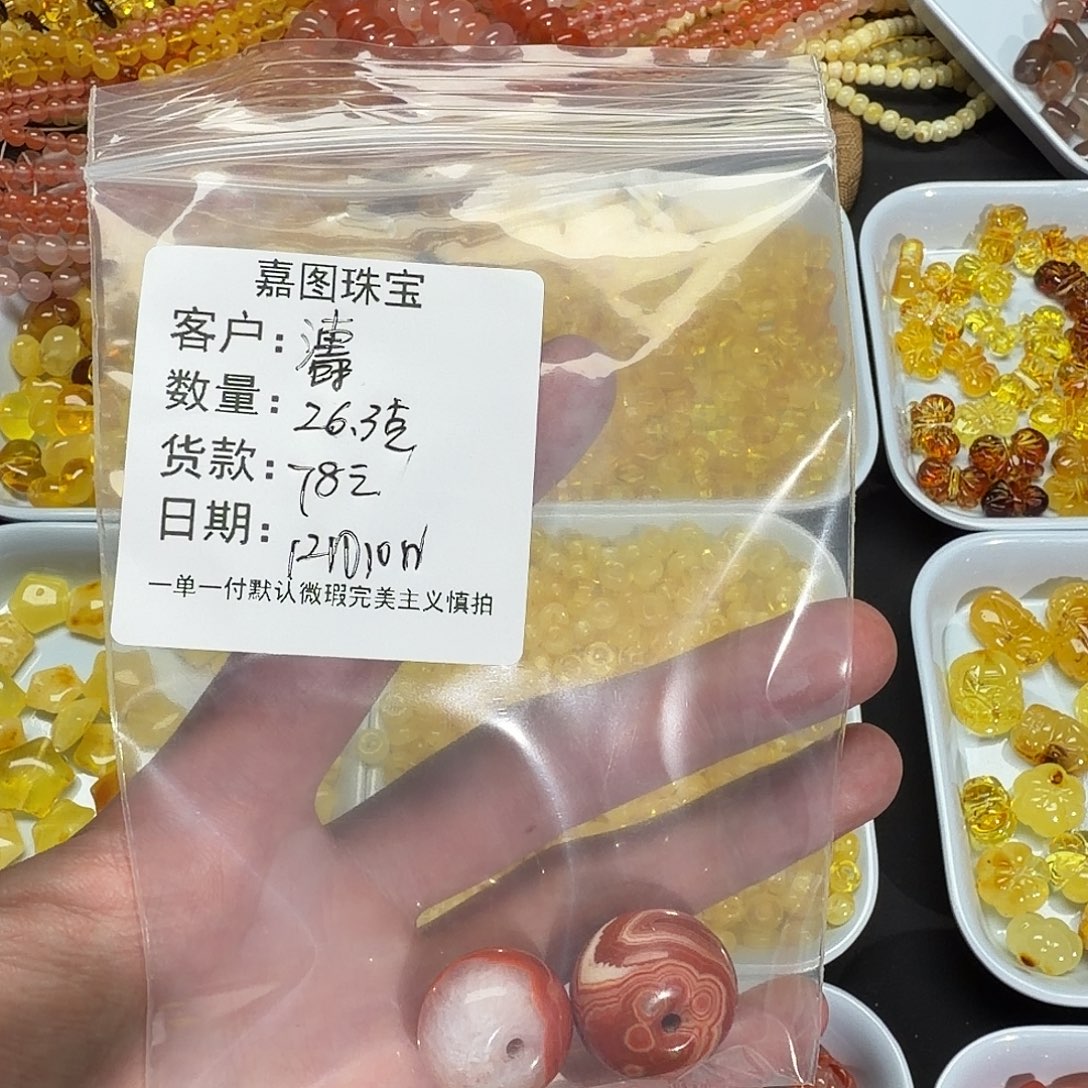 嘉图珠宝
客户：
数量：26.3克
货款：78元
日期：12月10日
一单一付默认微瑕完美主义慎拍